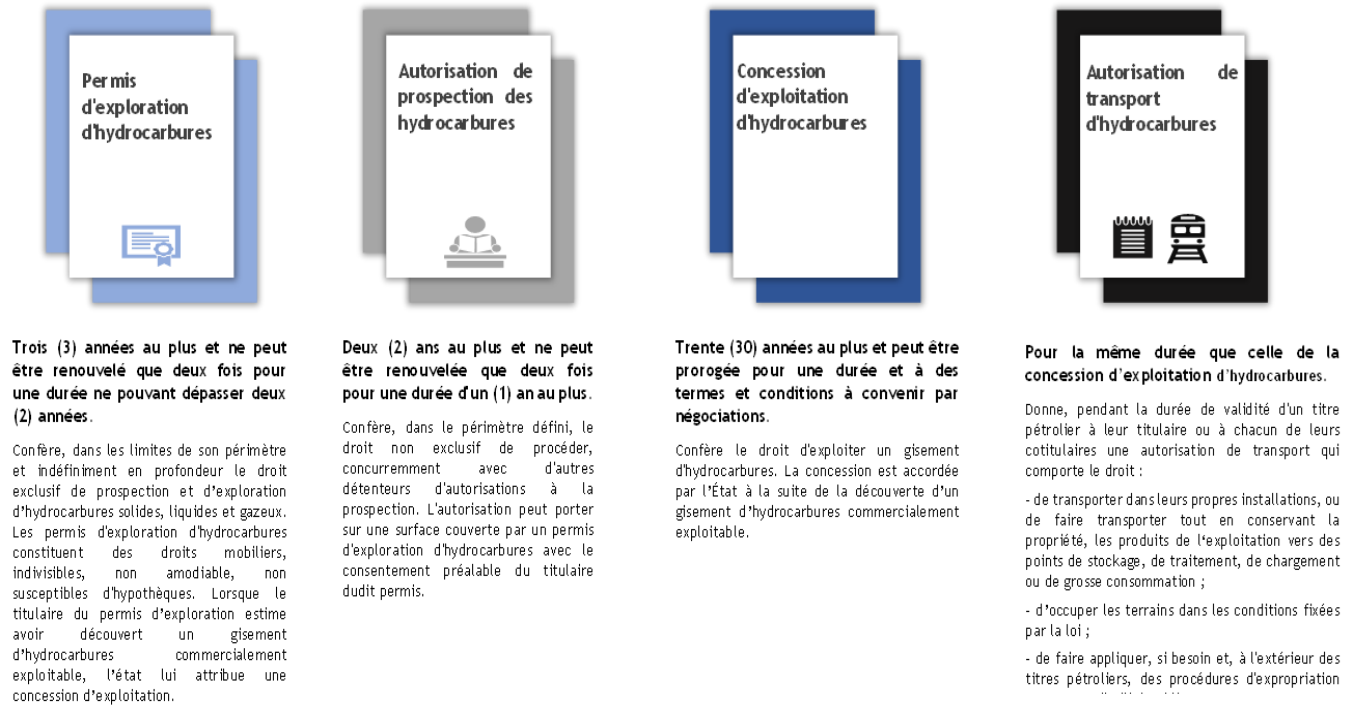 Permis
d'exploration
d'hydrocarbures
Trois (3) années au plus et ne peut
être renouvelé que deux fois pour
une durée ne pouvant dépasser deux
(2) années.
Confère, dans les limites de son périmètre
et indéfiniment en profondeur le droit
exclusif de prospection et d'exploration
d'hydrocarbures solides, liquides et gazeux.
Les permis d'exploration d'hydrocarbures
constituent des droits mobiliers,
indivisibles, non amodiable, non
susceptibles d'hypothèques. Lorsque le
titulaire du permis d'exploration estime
avoir découvert un gisement
d'hydrocarbures commercialement
exploitable, l'état lui attribue une
concession d'exploitation.
Autorisation de
prospection des
hydrocarbures
Deux (2) ans au plus et ne peut
être renouvelée que deux fois
pour une durée d'un (1) an au plus.
Confère, dans le périmètre défini, le
droit non exclusif de procéder,
concurremment avec d'autres
détenteurs d'autorisations à la
prospection. L'autorisation peut porter
sur une surface couverte par un permis
d'exploration d'hydrocarbures avec le
consentement préalable du titulaire
dudit permis.
Concession
d'exploitation
d'hydrocarbures
Trente (30) années au plus et peut être
prorogée pour une durée et à des
termes et conditions à convenir par
négociations.
Confère le droit d'exploiter un gisement
d'hydrocarbures. La concession est accordée
par l'État à la suite de la découverte d'un
gisement d'hydrocarbures commercialement
exploitable.
Autorisation de
transport
d'hydrocarbures
Pour la même durée que celle de la
concession d'exploitation d'hydrocarbures.
Donne, pendant la durée de validité d'un titre
pétrolier à leur titulaire ou à chacun de leurs
cotitulaires une autorisation de transport qui
comporte le droit :
- de transporter dans leurs propres installations, ou
de faire transporter tout en conservant la
propriété, les produits de l'exploitation vers des
points de stockage, de traitement, de chargement
ou de grosse consommation ;
- d'occuper les terrains dans les conditions fixées
par la loi ;
- de faire appliquer, si besoin et, à l'extérieur des
titres pétroliers, des procédures d'expropriation